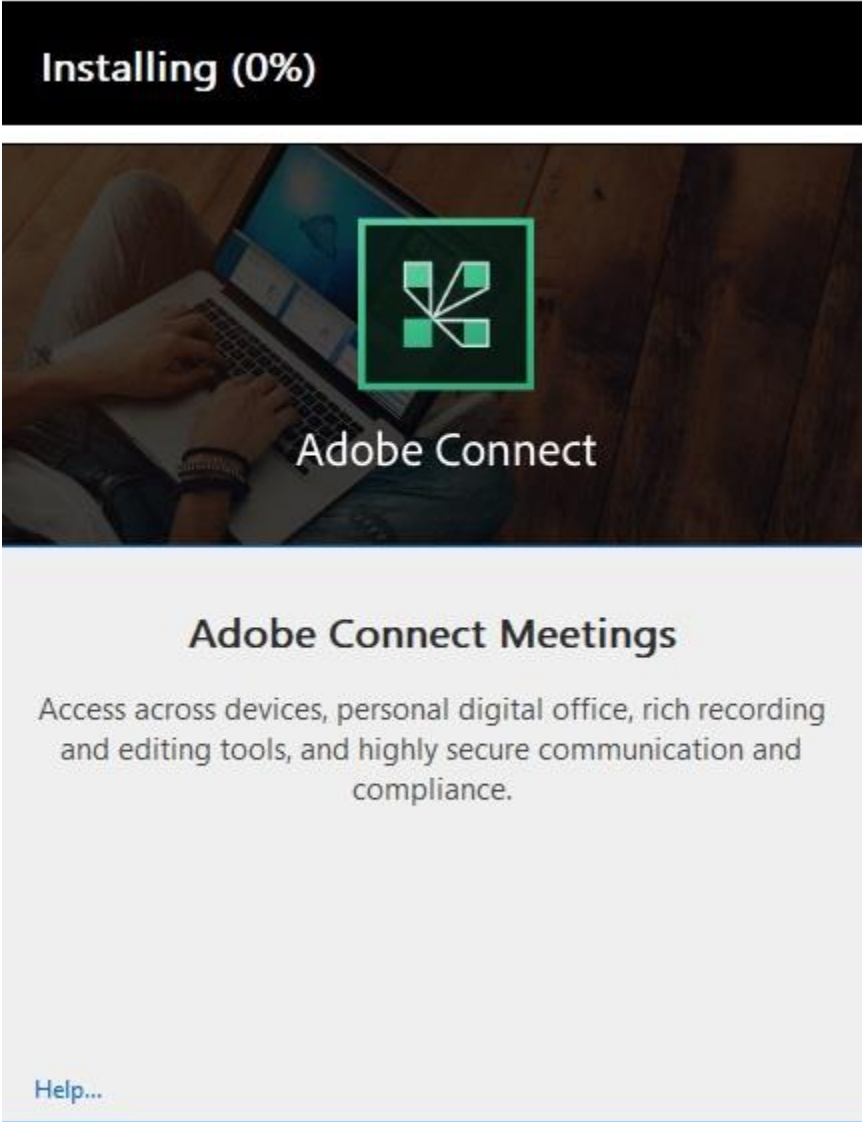 Installing (0%)
Adobe Connect
Adobe Connect Meetings
Access across devices, personal digital office, rich recording
and editing tools, and highly secure communication and
compliance.
Help...